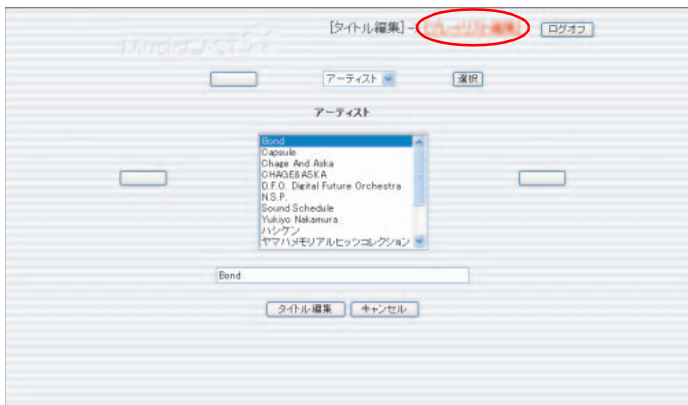 [タイトル編集] -
ログオフ
MusicCAST
アーティスト
選択
アーティスト
Bond
Capsule
Chage And Aska
CHAGE&ASKA
D.F.O. Digital Future Orchestra
N.S.P.
Sound Schedule
Yukiyo Nakamura
ハシケン
ヤマハメモリアルヒッツコレクション
Bond
タイトル編集
キャンセル